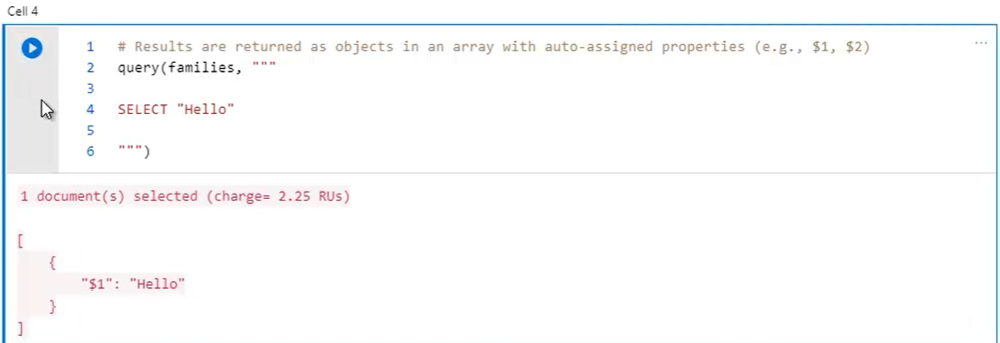 Cell 4
1 # Results are returned as objects in an array with auto-assigned properties (e.g., $1, $2)
2 query(families, """
3
4 SELECT "Hello"
5
6 """)
1 document(s) selected (charge= 2.25 RUs)
[
{
"$1": "Hello"
}
]